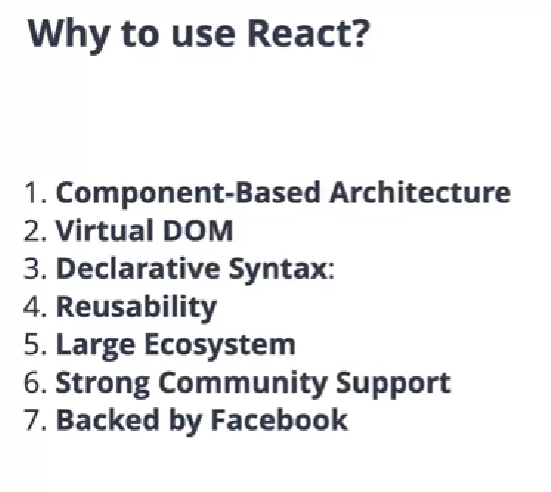 Why to use React?
1. Component-Based Architecture
2. Virtual DOM
3. Declarative Syntax:
4. Reusability
5. Large Ecosystem
6. Strong Community Support
7. Backed by Facebook